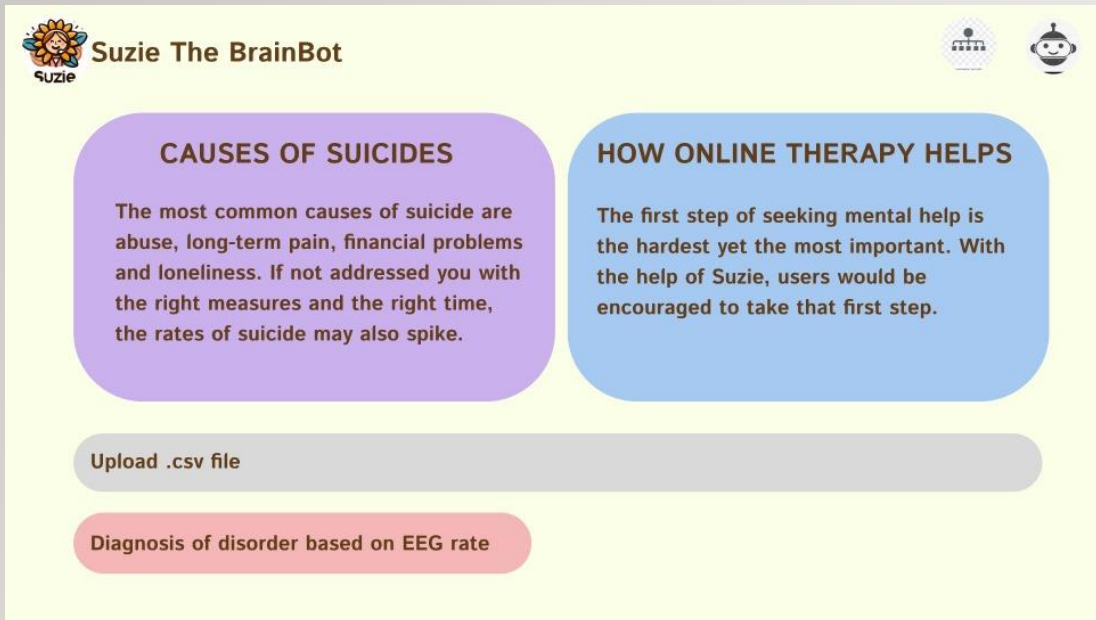 Suzie The BrainBot
Suzie
CAUSES OF SUICIDES
The most common causes of suicide are
abuse, long-term pain, financial problems
and loneliness. If not addressed you with
the right measures and the right time,
the rates of suicide may also spike.
HOW ONLINE THERAPY HELPS
The first step of seeking mental help is
the hardest yet the most important. With
the help of Suzie, users would be
encouraged to take that first step.
Upload .csv file
Diagnosis of disorder based on EEG rate